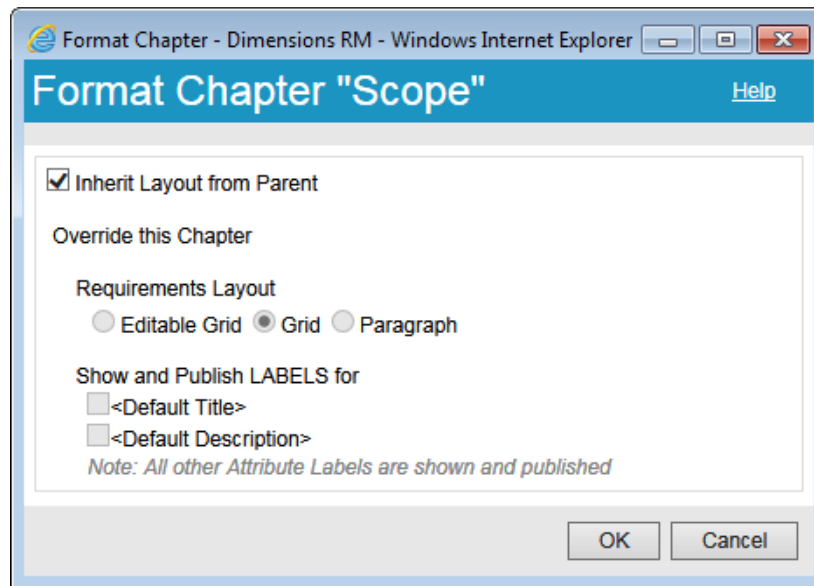 Format Chapter - Dimensions RM - Windows Internet Explorer
Format Chapter "Scope"
Help
Inherit Layout from Parent
Override this Chapter
Requirements Layout
Editable Grid Grid Paragraph
Show and Publish LABELS for
<Default Title>
<Default Description>
Note: All other Attribute Labels are shown and published
OK Cancel